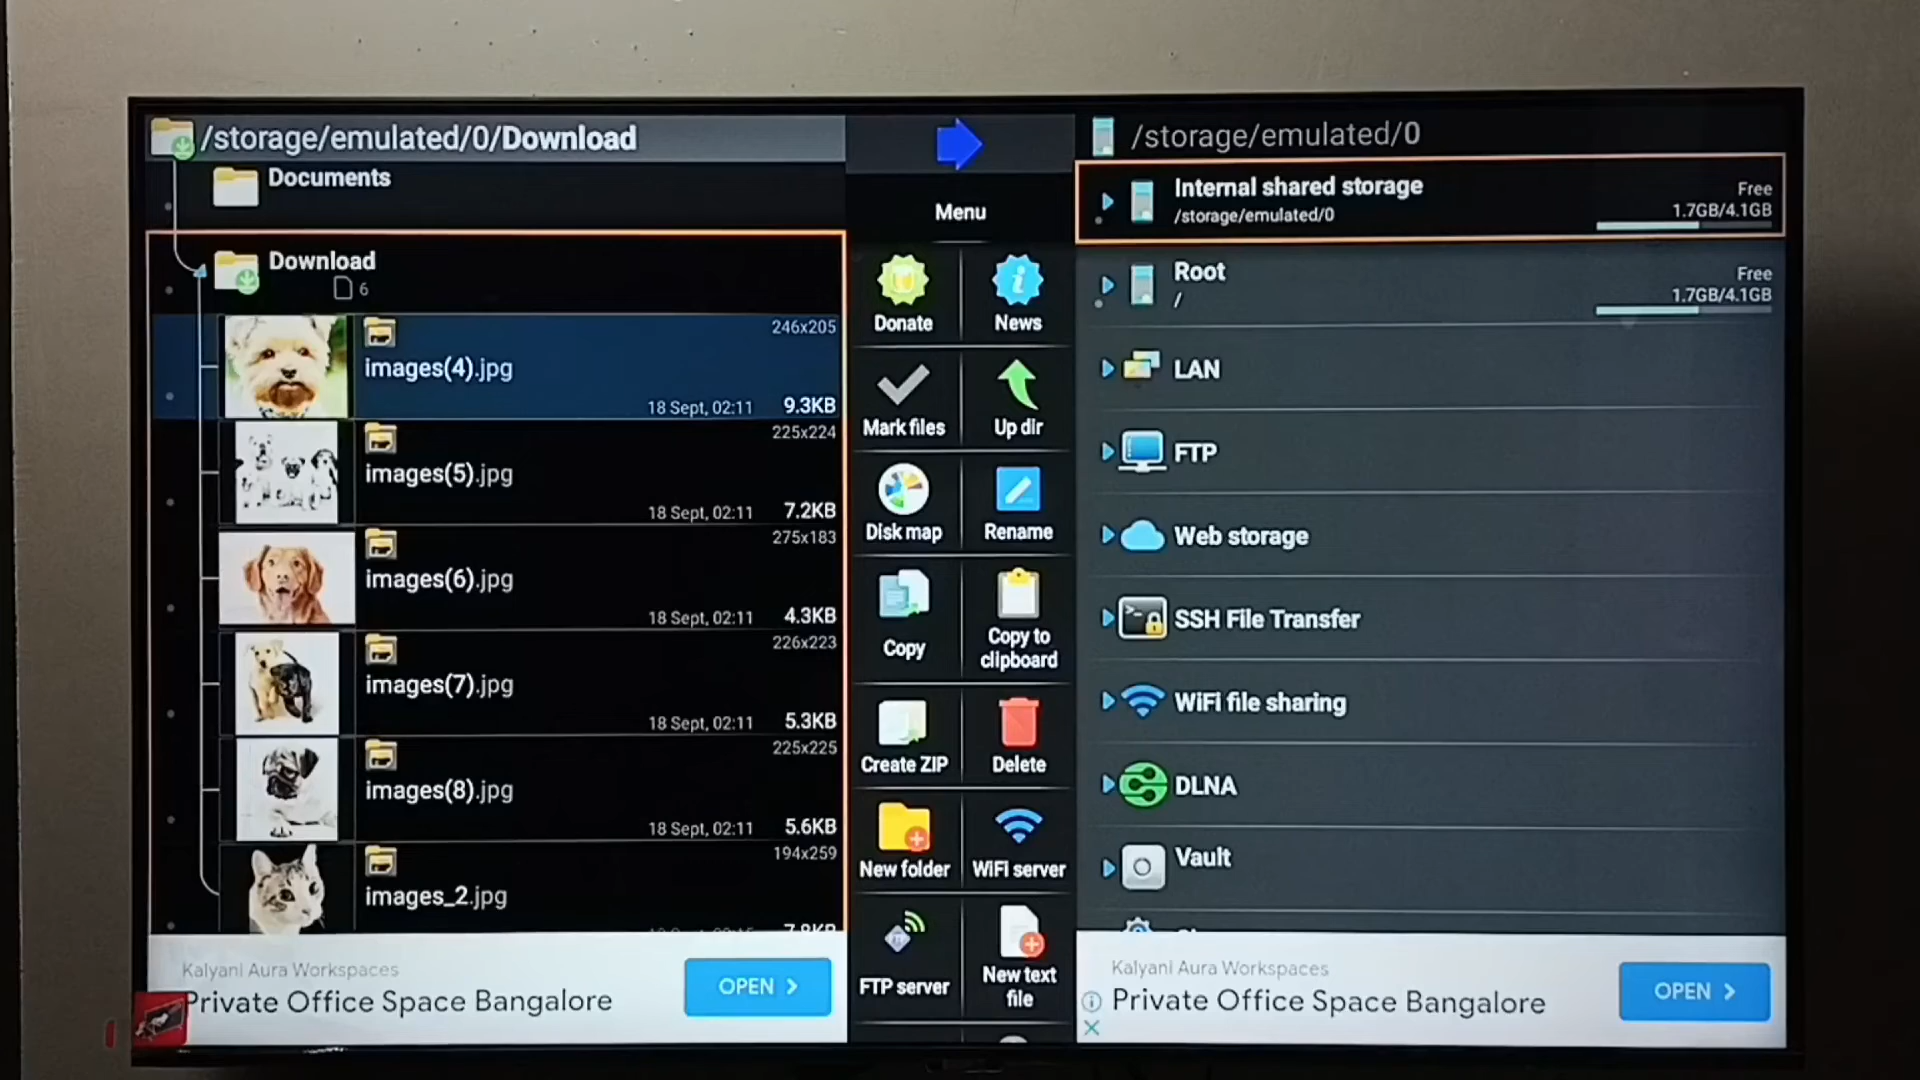 /storage/emulated/0/Download
Documents
Download
6
246x205
images(4).jpg
18 Sept, 02:11 9.3KB
225x224
images(5).jpg
18 Sept, 02:11 7.2KB
275x183
images(6).jpg
18 Sept, 02:11 4.3KB
226x223
images(7).jpg
18 Sept, 02:11 5.3KB
225x225
images(8).jpg
18 Sept, 02:11 5.6KB
194x259
images_2.jpg
Kalyani Aura Workspaces
Private Office Space Bangalore
OPEN
Menu
Donate News
Mark files Up dir
Disk map Rename
Copy Copy to
clipboard
Create ZIP Delete
New folder WiFi server
FTP server New text
file
/storage/emulated/0
Internal shared storage
/storage/emulated/0
Free
1.7GB/4.1GB
Root
/
Free
1.7GB/4.1GB
LAN
FTP
Web storage
SSH File Transfer
WiFi file sharing
DLNA
Vault
Kalyani Aura Workspaces
Private Office Space Bangalore
OPEN